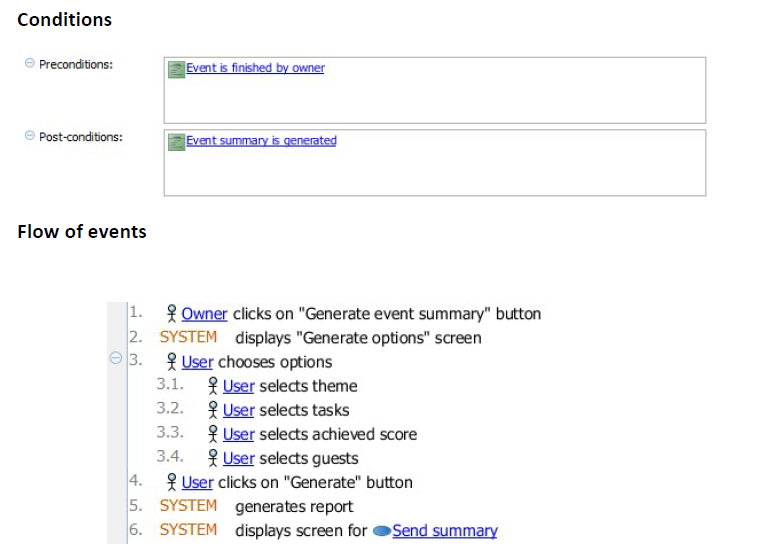 Conditions
Preconditions:
Event is finished by owner
Post-conditions:
Event summary is generated
Flow of events
1. Owner clicks on "Generate event summary" button
2. SYSTEM displays "Generate options" screen
3. User chooses options
3.1. User selects theme
3.2. User selects tasks
3.3. User selects achieved score
3.4. User selects guests
4. User clicks on "Generate" button
5. SYSTEM generates report
6. SYSTEM displays screen for Send summary